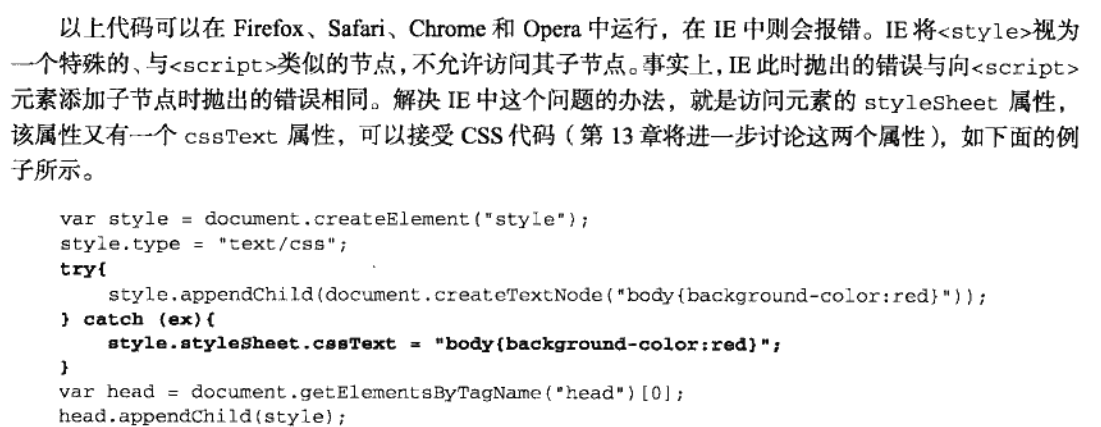 以上代码可以在 Firefox、Safari、Chrome 和 Opera 中运行，在 IE 中则会报错。IE 将<style>视为
一个特殊的、与<script>类似的节点，不允许访问其子节点。事实上，IE 此时抛出的错误与向<script>
元素添加子节点时抛出的错误相同。解决 IE 中这个问题的办法，就是访问元素的 styleSheet 属性，
该属性又有一个 cssText 属性，可以接受 CSS 代码（第 13 章将进一步讨论这两个属性），如下面的例
子所示。
var style = document.createElement("style");
style.type = "text/css";
try{
    style.appendChild(document.createTextNode("body{background-color:red}"));
} catch (ex){
    style.styleSheet.cssText = "body{background-color:red}";
}
var head = document.getElementsByTagName("head")[0];
head.appendChild(style);